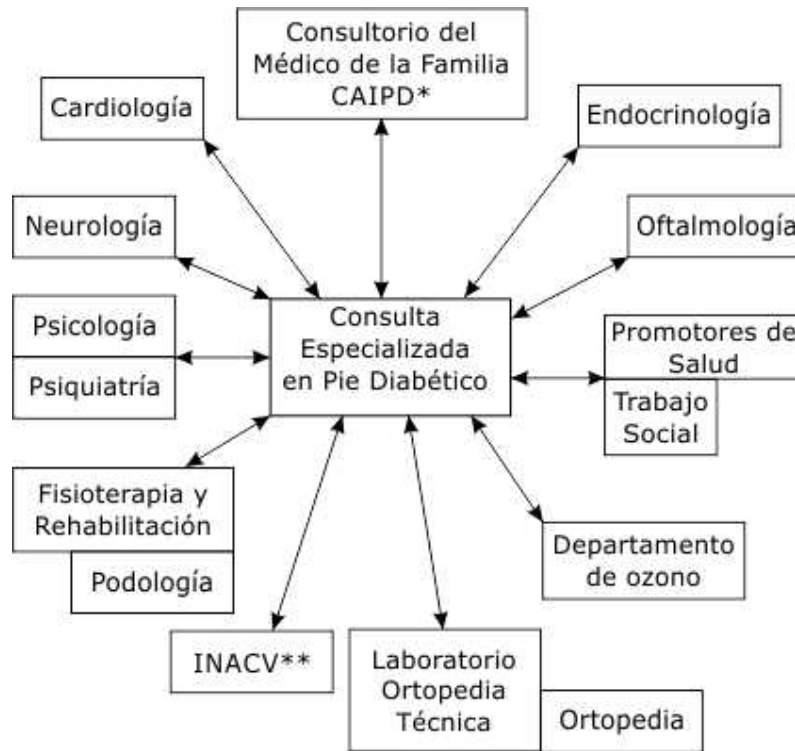 Consultorio del
Médico de la Familia
CAIPD*
Cardiología
Endocrinología
Neurología
Oftalmología
Psicología
Psiquiatría
Consulta
Especializada
en Pie Diabético
Promotores de
Salud
Trabajo
Social
Fisioterapia y
Rehabilitación
Podología
Departamento
de ozono
INACV**
Laboratorio
Ortopedia
Técnica
Ortopedia